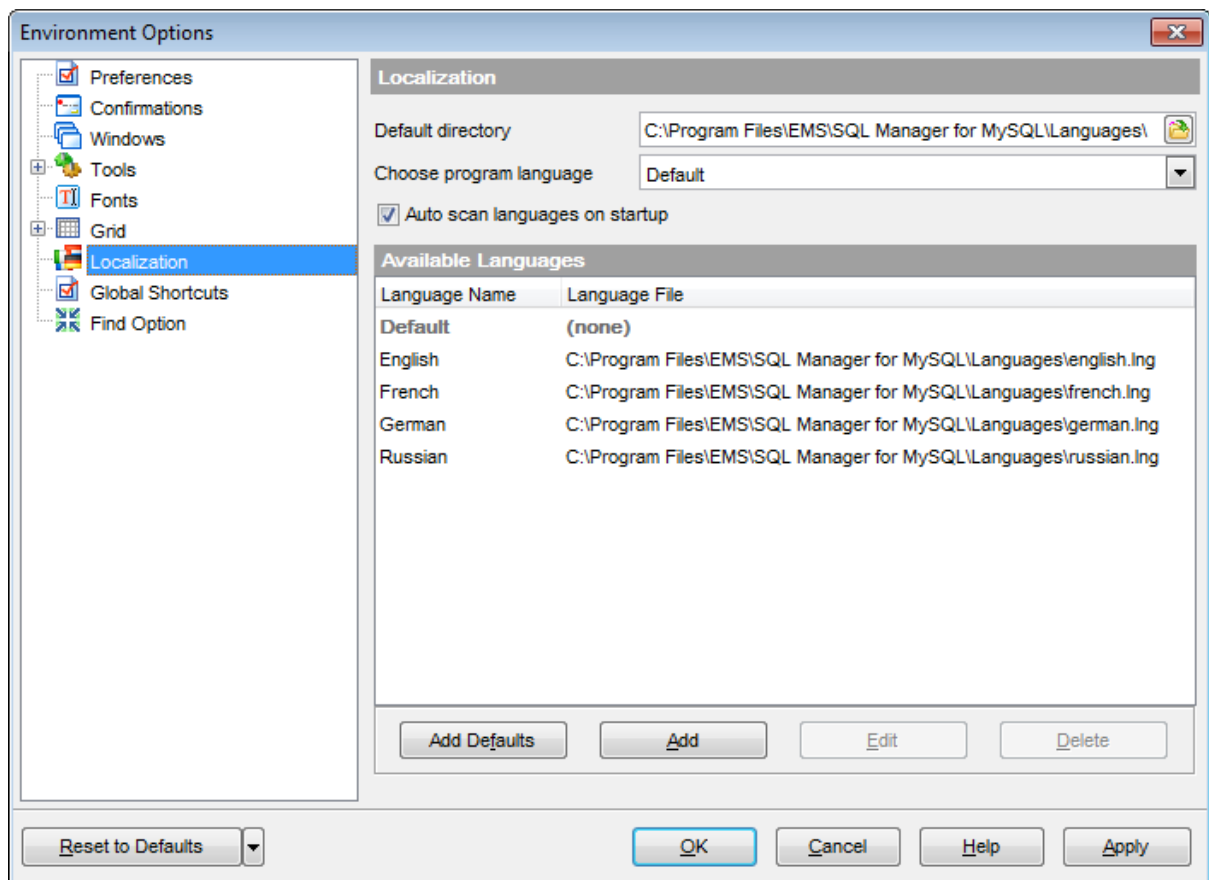 Environment Options
Preferences
Confirmations
Windows
Tools
Fonts
Grid
Localization
Global Shortcuts
Find Option
Localization
Default directory C:\Program Files\EMS\SQL Manager for MySQL\Languages\
Choose program language Default
Auto scan languages on startup
Available Languages
Language Name Language File
Default (none)
English C:\Program Files\EMS\SQL Manager for MySQL\Languages\english.lng
French C:\Program Files\EMS\SQL Manager for MySQL\Languages\french.lng
German C:\Program Files\EMS\SQL Manager for MySQL\Languages\german.lng
Russian C:\Program Files\EMS\SQL Manager for MySQL\Languages\russian.lng
Add Defaults Add Edit Delete
Reset to Defaults OK Cancel Help Apply